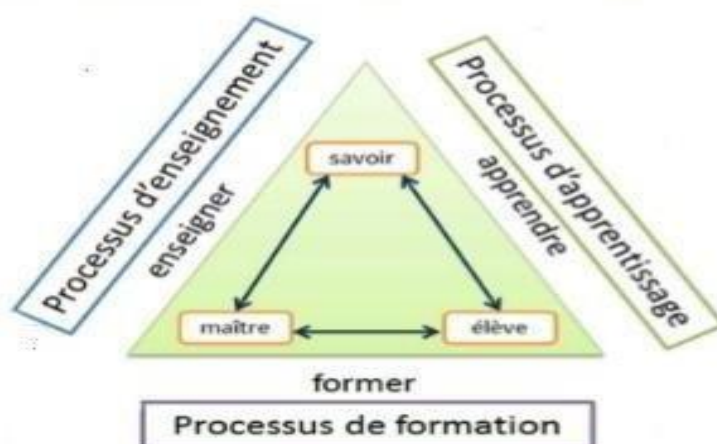 Processus d'enseignement
enseigner
Processus d'apprentissage
apprendre
savoir
maître
élève
former
Processus de formation